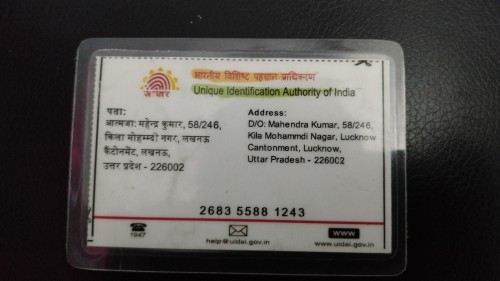 भारतीय विशिष्ट पहचान प्राधिकरण
Unique Identification Authority of India
आधार
पता:
आत्मजा: महेन्द्र कुमार, 58/246,
किला मोहम्म्दी नगर, लखनऊ
कैंटोनमेंट, लखनऊ,
उत्तर प्रदेश - 226002
Address:
D/O: Mahendra Kumar, 58/246,
Kila Mohammdi Nagar, Lucknow
Cantonment, Lucknow,
Uttar Pradesh - 226002
2683 5588 1243
1947
help@uidai.gov.in
www
www.uidai.gov.in